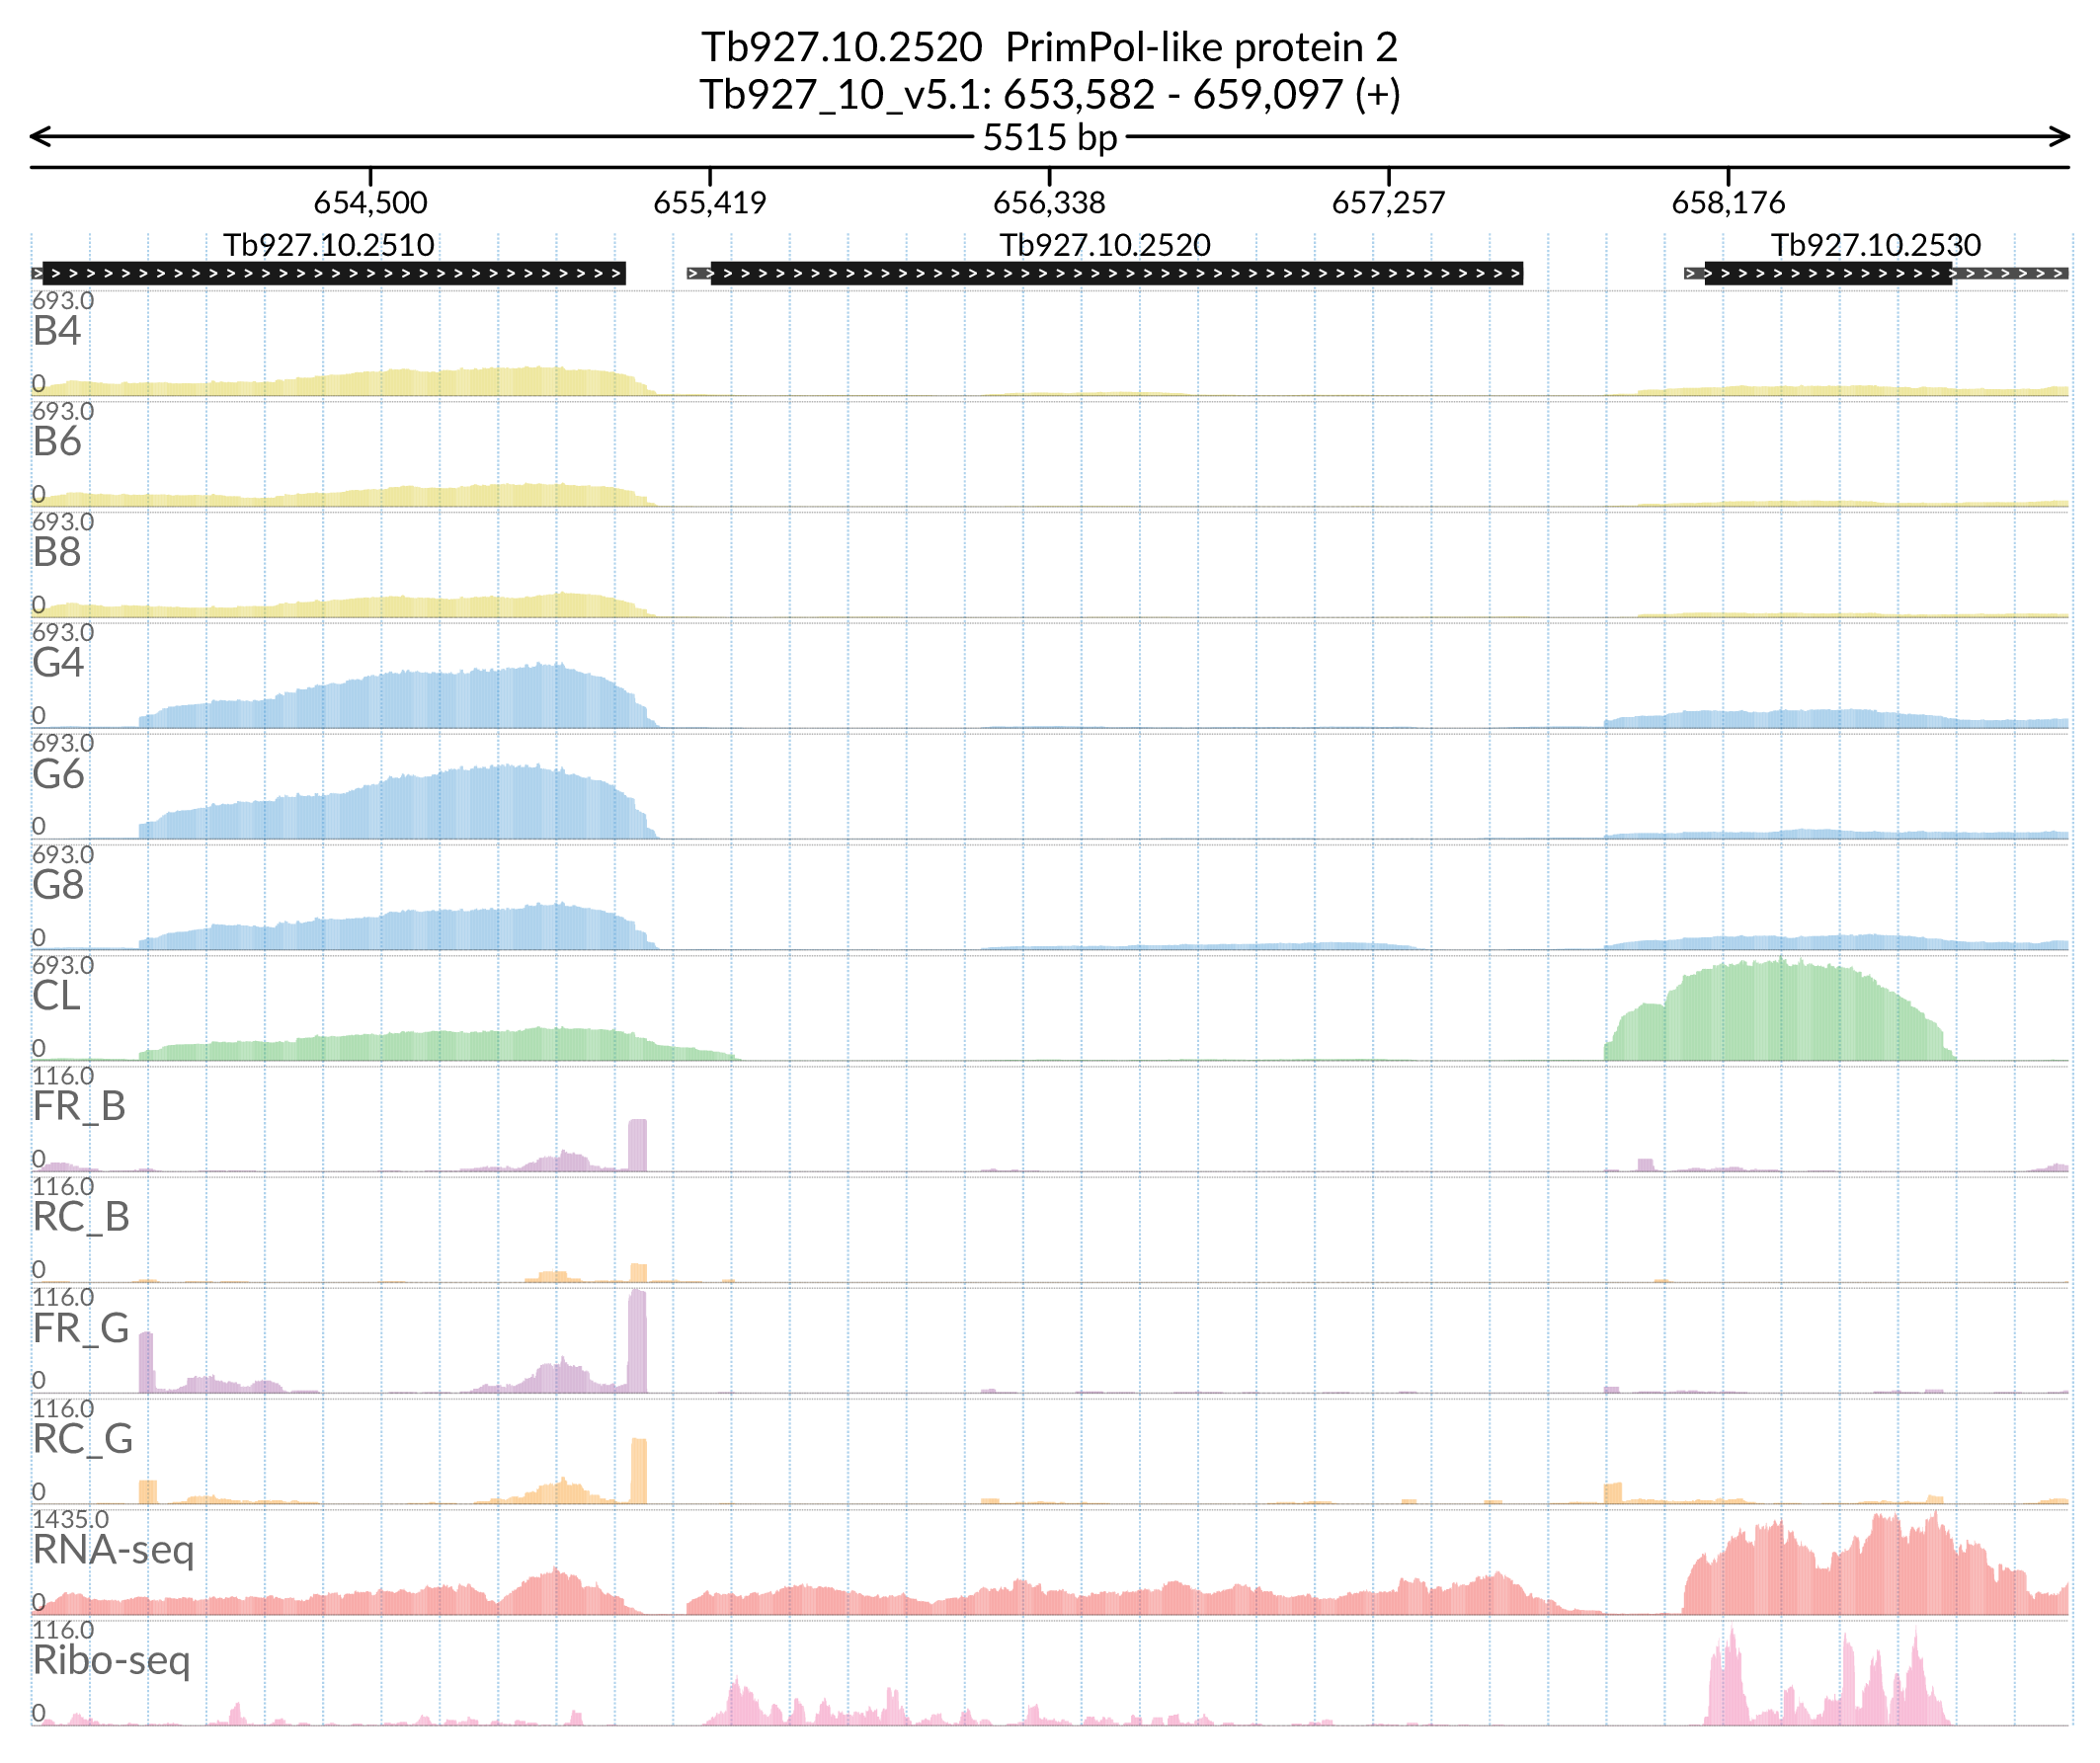 Tb927.10.2520  PrimPol-like protein 2
Tb927_10_v5.1: 653,582 - 659,097 (+)
5515 bp
654,500 655,419 656,338 657,257 658,176
Tb927.10.2510 Tb927.10.2520 Tb927.10.2530
693.0
B4
0
693.0
B6
0
693.0
B8
0
693.0
G4
0
693.0
G6
0
693.0
G8
0
693.0
CL
0
116.0
FR_B
0
116.0
RC_B
0
116.0
FR_G
0
116.0
RC_G
0
1435.0
RNA-seq
0
116.0
Ribo-seq
0